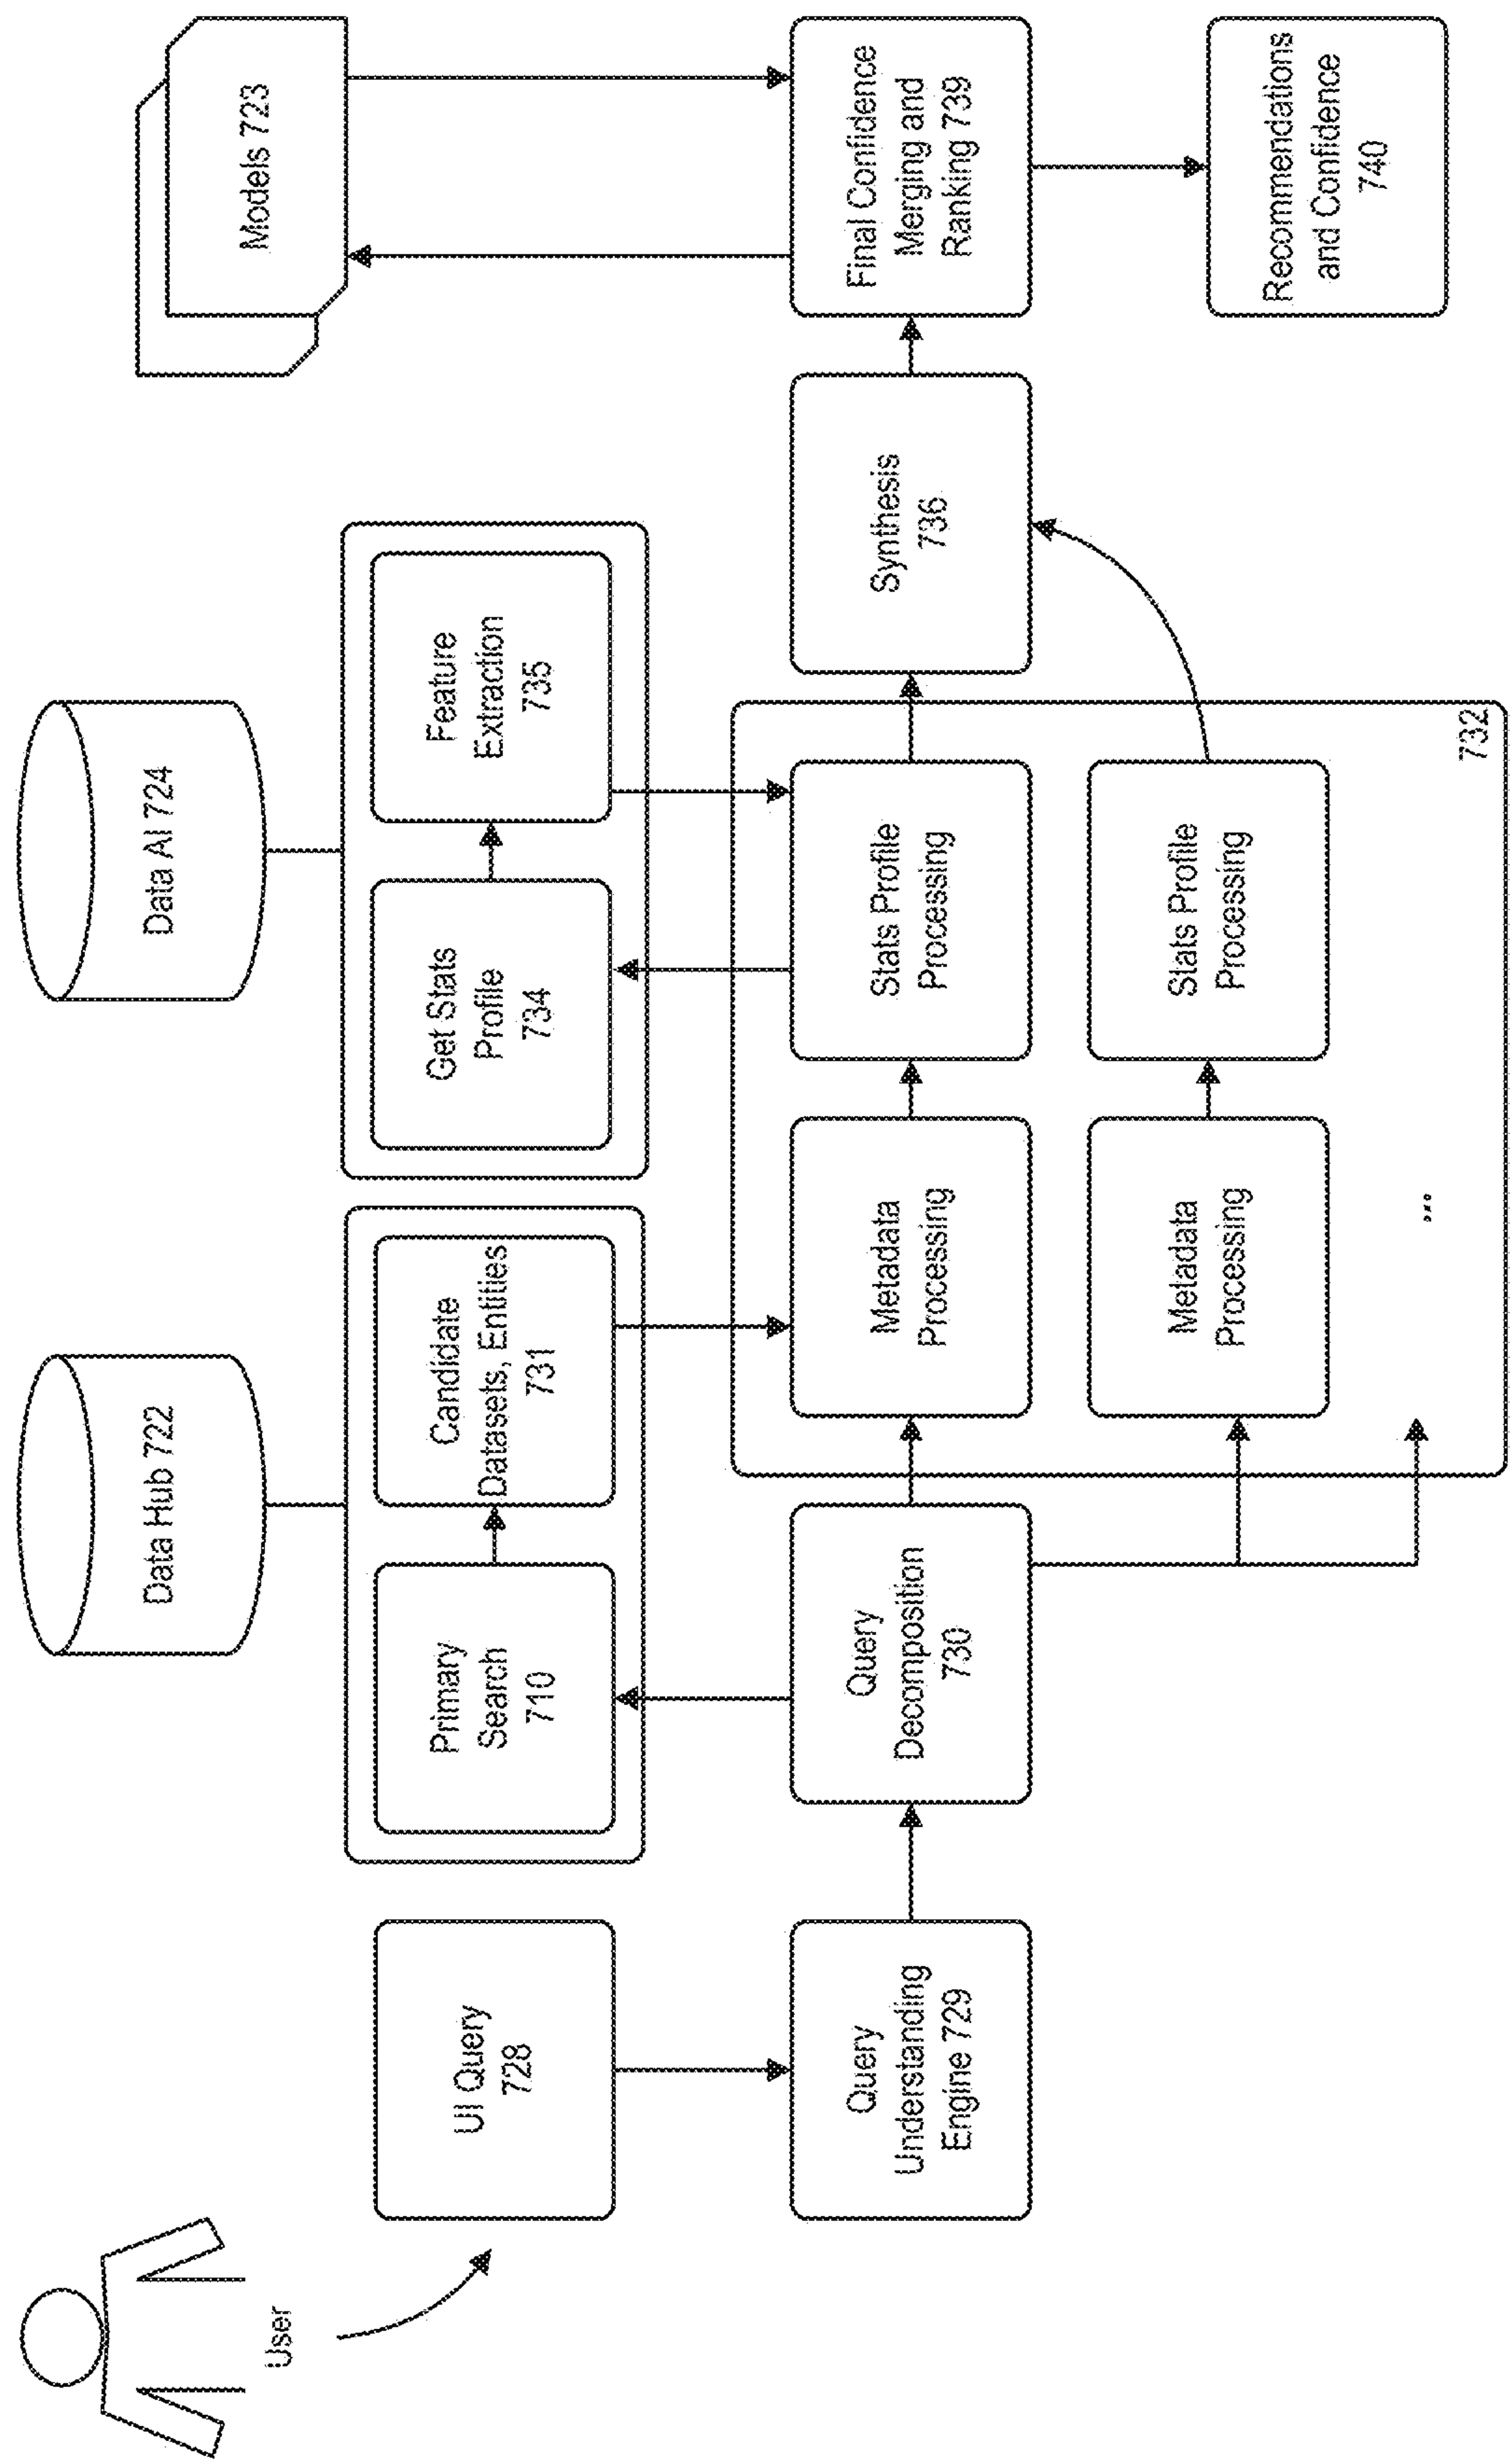 User
Data Hub 722
Data AI 724
Models 723
UI Query
728
Primary
Search
710
Candidate
Datasets, Entities
731
Get Stats
Profile
734
Feature
Extraction
735
Query
Understanding
Engine 729
Query
Decomposition
730
Metadata
Processing
Stats Profile
Processing
Synthesis
736
Final Confidence
Merging and
Ranking 739
Metadata
Processing
Stats Profile
Processing
Recommendations
and Confidence
740
...
732